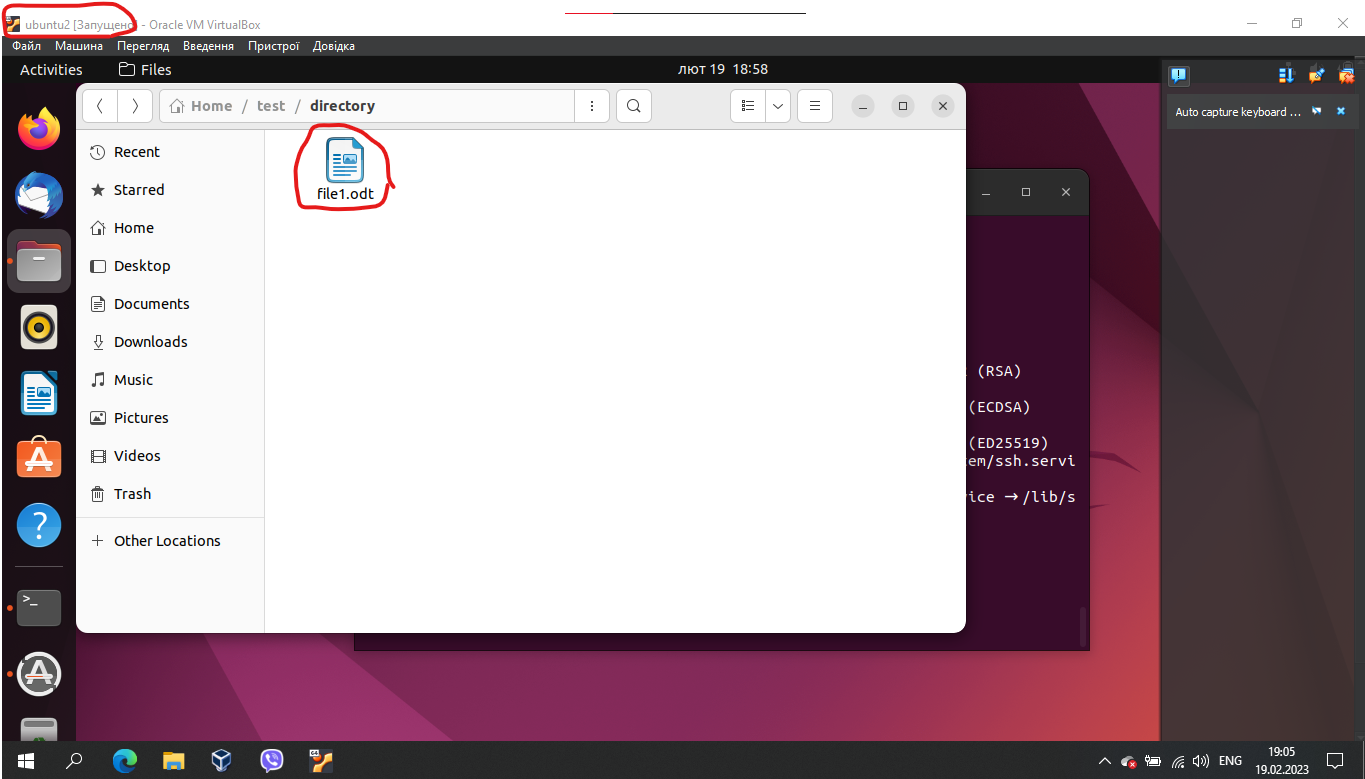 ubuntu2 [Запущено] - Oracle VM VirtualBox
Файл Машина Перегляд Введення Пристрої Довідка
Activities Files лют 19 18:58
Home / test / directory
Auto capture keyboard ...
Recent
Starred
Home
Desktop
Documents
Downloads
Music
Pictures
Videos
Trash
Other Locations
file1.odt
(RSA)
(ECDSA)
(ED25519)
em/ssh.servi
ice →/lib/s
64
ENG
19:05
19.02.2023